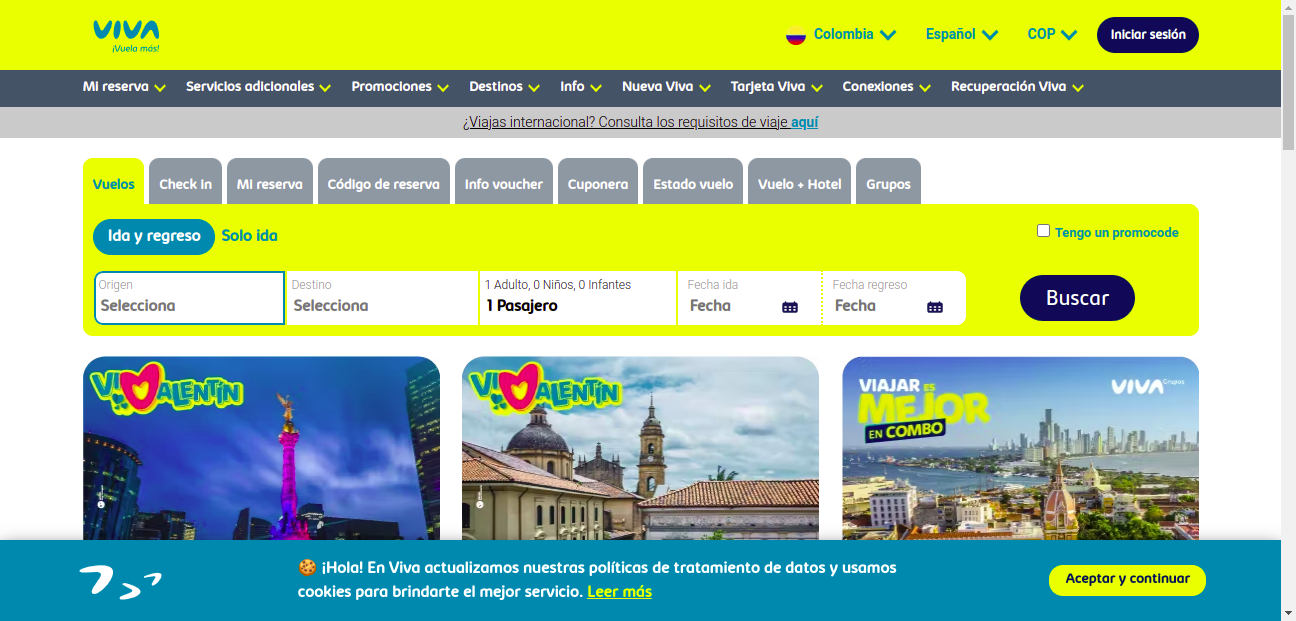 VIVA
¡Vuela más!
Colombia
Español
COP
Iniciar sesión
Mi reserva
Servicios adicionales
Promociones
Destinos
Info
Nueva Viva
Tarjeta Viva
Conexiones
Recuperación Viva
¿Viajas internacional? Consulta los requisitos de viaje aquí
Vuelos
Check in
Mi reserva
Código de reserva
Info voucher
Cuponera
Estado vuelo
Vuelo + Hotel
Grupos
Ida y regreso
Solo ida
Tengo un promocode
Origen
Selecciona
Destino
Selecciona
1 Adulto, 0 Niños, 0 Infantes
1 Pasajero
Fecha ida
Fecha
Fecha regreso
Fecha
Buscar
VIVALENTÍN
VIVALENTÍN
VIAJAR ES
MEJOR
EN COMBO
VIVA Grupos
¡Hola! En Viva actualizamos nuestras políticas de tratamiento de datos y usamos
cookies para brindarte el mejor servicio. Leer más
Aceptar y continuar